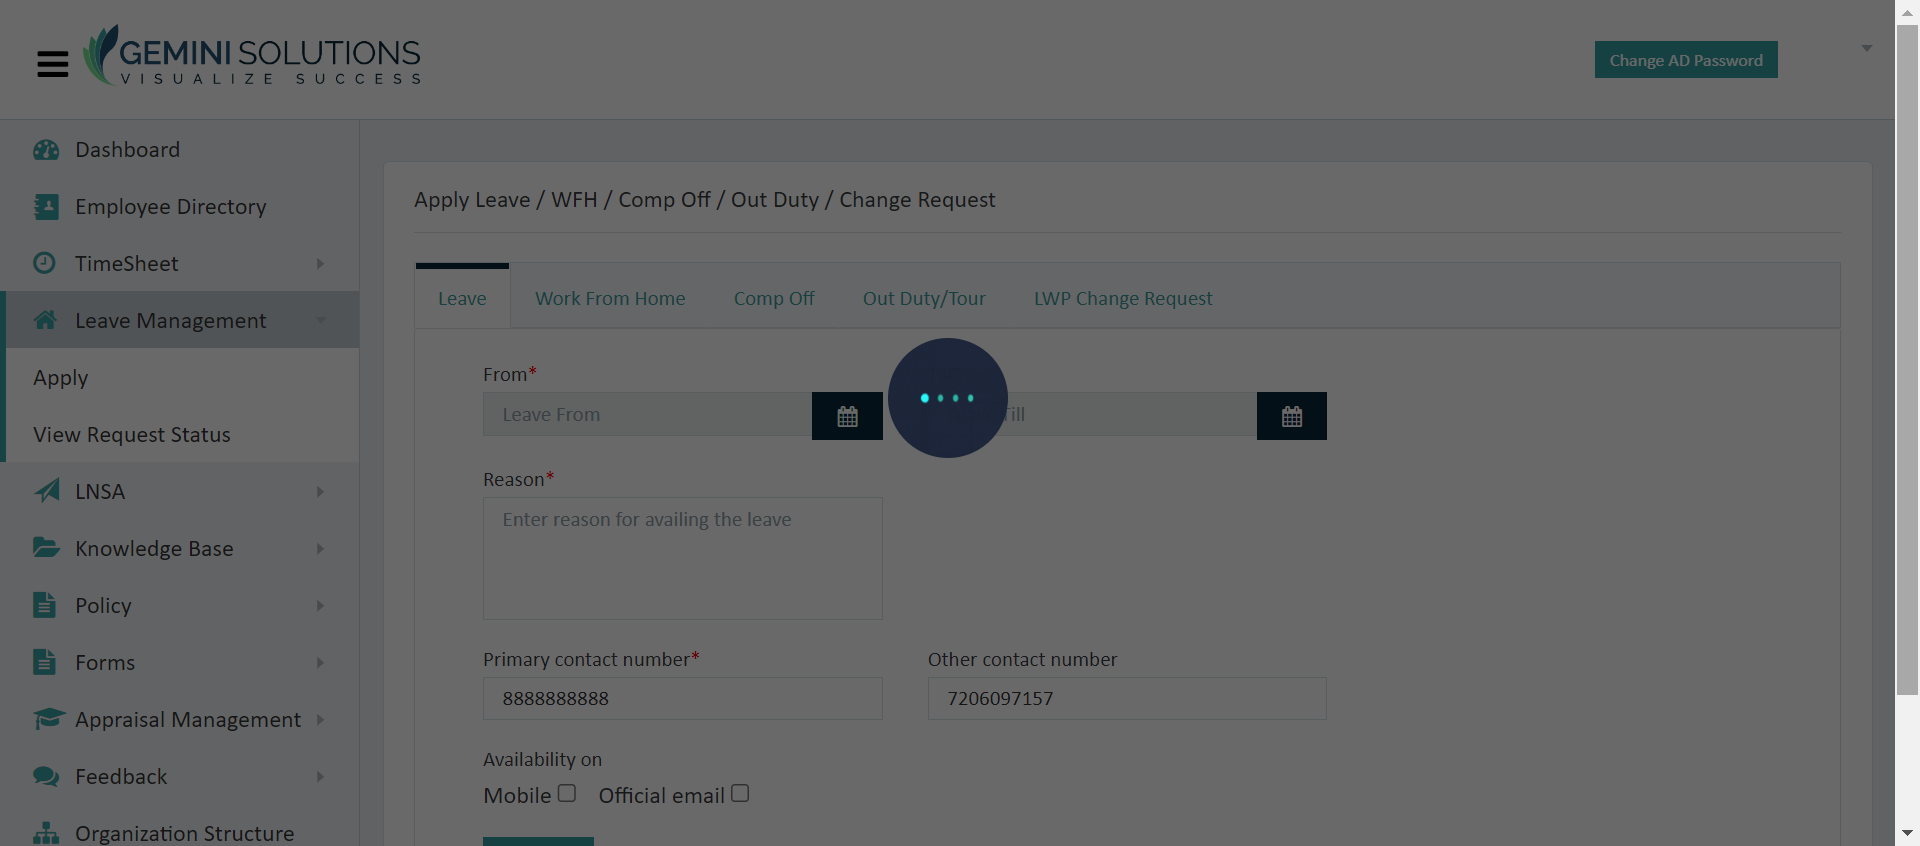 GEMINI SOLUTIONS
VISUALIZE SUCCESS
Change AD Password
Dashboard
Employee Directory
TimeSheet
Leave Management
Apply
View Request Status
LNSA
Knowledge Base
Policy
Forms
Appraisal Management
Feedback
Organization Structure
Apply Leave / WFH / Comp Off / Out Duty / Change Request
Leave Work From Home Comp Off Out Duty/Tour LWP Change Request
From*
Leave From Till
Reason*
Enter reason for availing the leave
Primary contact number* Other contact number
8888888888 7206097157
Availability on
Mobile Official email